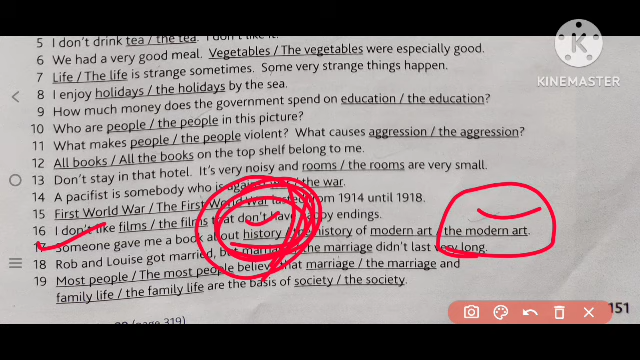 5 I don't drink tea / the tea. I don't like it.
6 We had a very good meal. Vegetables / The vegetables were especially good.
7 Life / The life is strange sometimes. Some very strange things happen.
8 I enjoy holidays / the holidays by the sea.
9 How much money does the government spend on education / the education?
10 Who are people / the people in this picture?
11 What makes people / the people violent? What causes aggression / the aggression?
12 All books / All the books on the top shelf belong to me.
13 Don't stay in that hotel. It's very noisy and rooms / the rooms are very small.
14 A pacifist is somebody who is against war / the war.
15 First World War / The First World War lasted from 1914 until 1918.
16 I don't like films / the films that don't have happy endings.
17 Someone gave me a book about history / the history of modern art / the modern art.
18 Rob and Louise got married, but marriage / the marriage didn't last very long.
19 Most people / The most people believe that marriage / the marriage and
family life / the family life are the basis of society / the society.
(page 319)
151
K
KINEMASTER